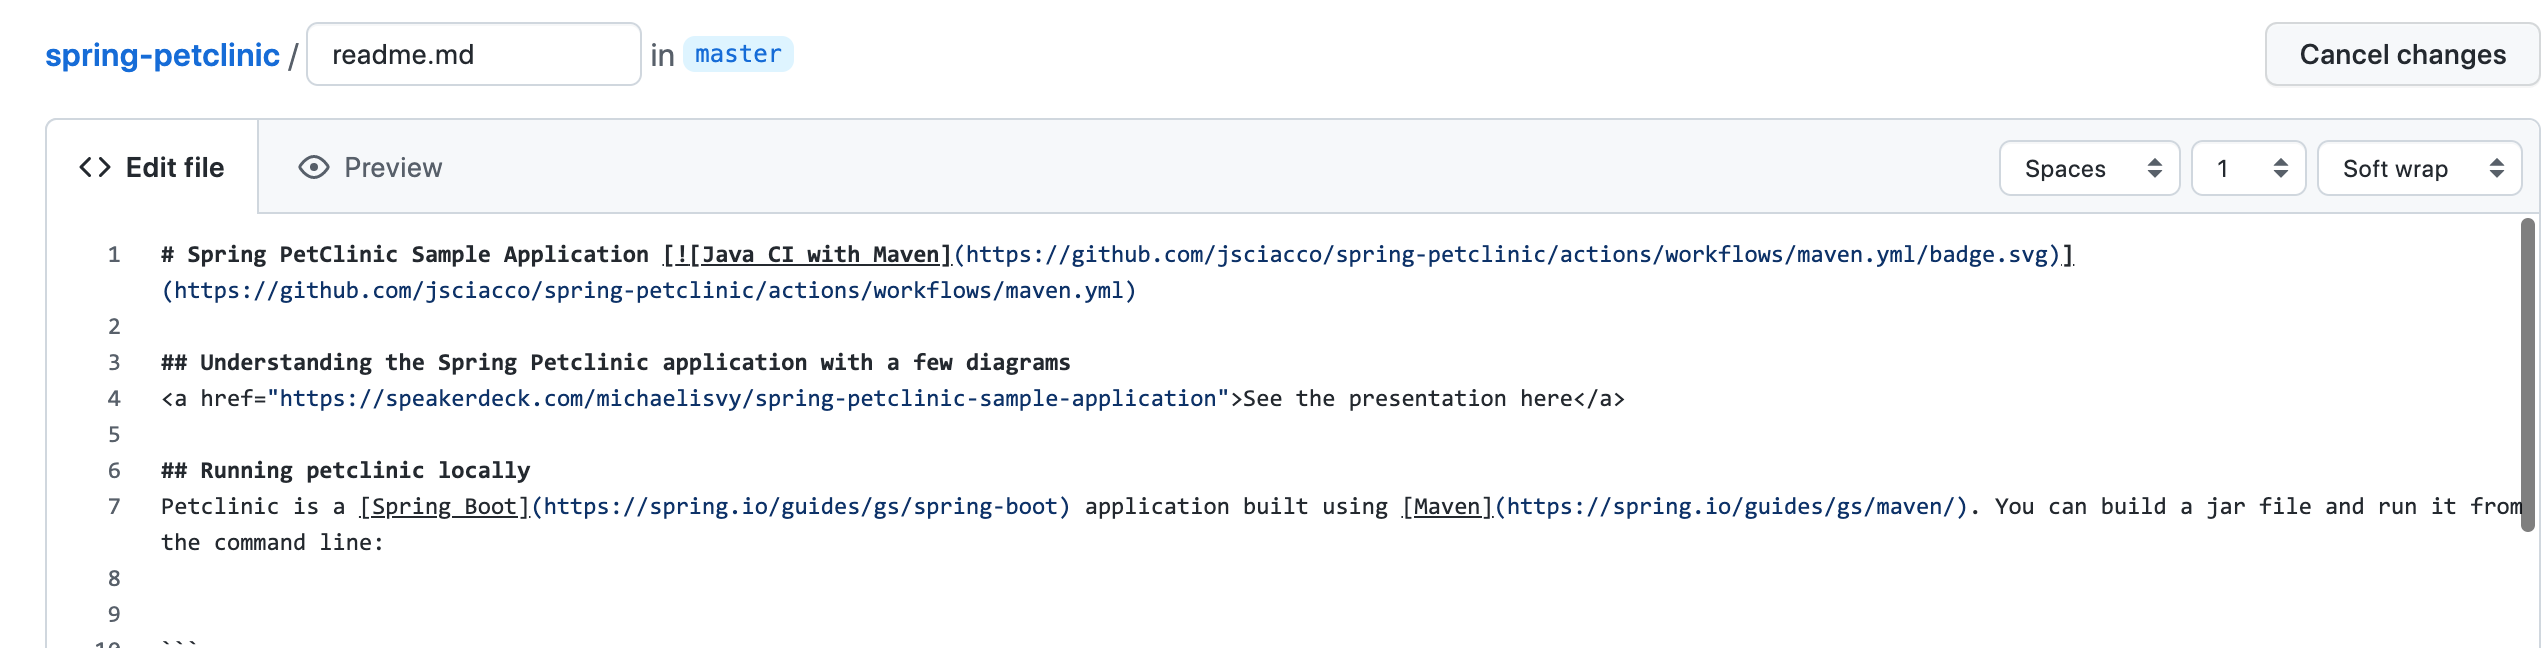 spring-petclinic / readme.md in master Cancel changes
<> Edit file Preview Spaces 1 Soft wrap
1 # Spring PetClinic Sample Application [![Java CI with Maven](https://github.com/jsciacco/spring-petclinic/actions/workflows/maven.yml/badge.svg)]
(https://github.com/jsciacco/spring-petclinic/actions/workflows/maven.yml)
2
3 ## Understanding the Spring Petclinic application with a few diagrams
4 <a href="https://speakerdeck.com/michaelisvy/spring-petclinic-sample-application">See the presentation here</a>
5
6 ## Running petclinic locally
7 Petclinic is a [Spring Boot](https://spring.io/guides/gs/spring-boot) application built using [Maven](https://spring.io/guides/gs/maven/). You can build a jar file and run it from
the command line:
8
9
10 ```